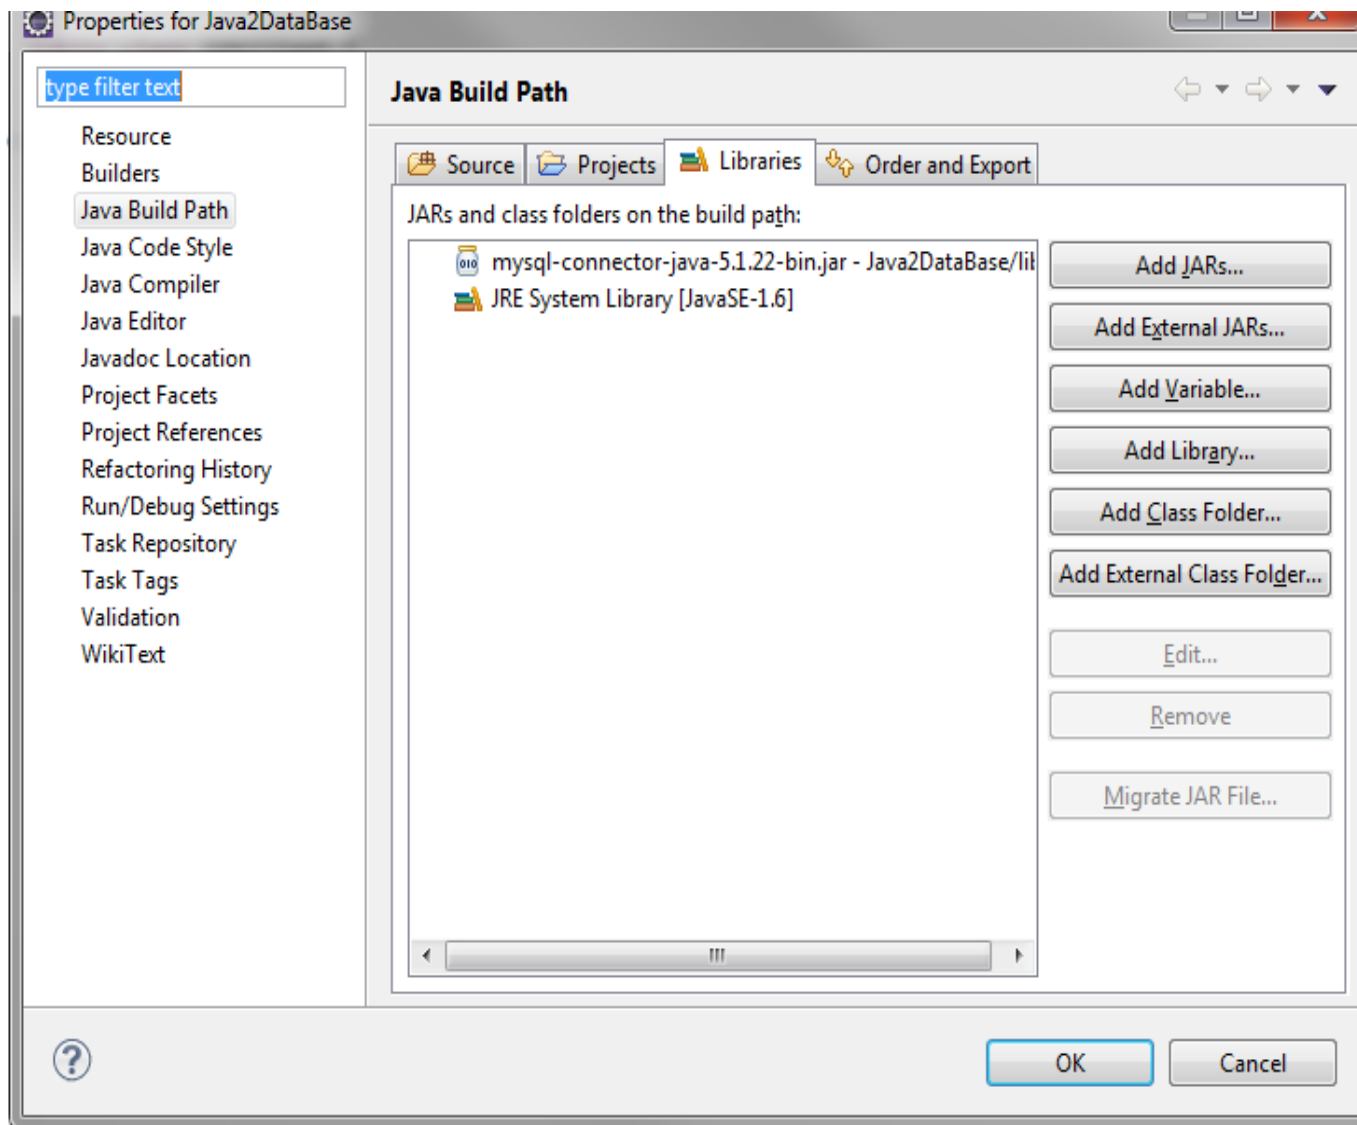 Properties for Java2DataBase
type filter text
Resource
Builders
Java Build Path
Java Code Style
Java Compiler
Java Editor
Javadoc Location
Project Facets
Project References
Refactoring History
Run/Debug Settings
Task Repository
Task Tags
Validation
WikiText
Java Build Path
Source Projects Libraries Order and Export
JARs and class folders on the build path:
mysql-connector-java-5.1.22-bin.jar - Java2DataBase/lib
JRE System Library [JavaSE-1.6]
Add JARs...
Add External JARs...
Add Variable...
Add Library...
Add Class Folder...
Add External Class Folder...
Edit...
Remove
Migrate JAR File...
OK Cancel